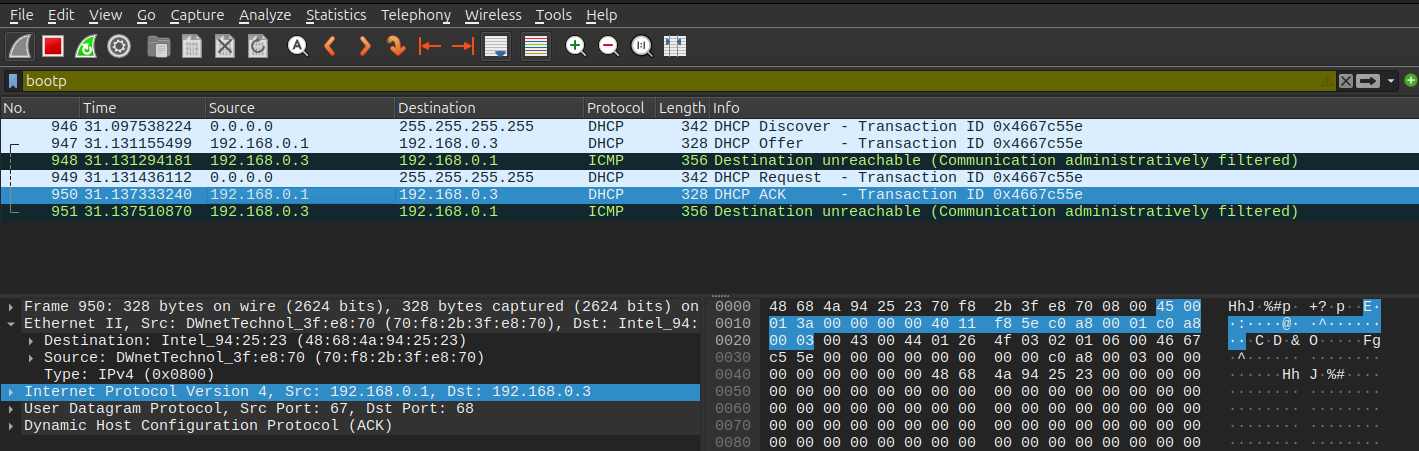 File Edit View Go Capture Analyze Statistics Telephony Wireless Tools Help
bootp
No. Time Source Destination Protocol Length Info
946 31.097538224 0.0.0.0 255.255.255.255 DHCP 342 DHCP Discover - Transaction ID 0x4667c55e
947 31.131155499 192.168.0.1 192.168.0.3 DHCP 328 DHCP Offer - Transaction ID 0x4667c55e
948 31.131294181 192.168.0.3 192.168.0.1 ICMP 356 Destination unreachable (Communication administratively filtered)
949 31.131436112 0.0.0.0 255.255.255.255 DHCP 342 DHCP Request - Transaction ID 0x4667c55e
950 31.137333240 192.168.0.1 192.168.0.3 DHCP 328 DHCP ACK - Transaction ID 0x4667c55e
951 31.137510870 192.168.0.3 192.168.0.1 ICMP 356 Destination unreachable (Communication administratively filtered)
Frame 950: 328 bytes on wire (2624 bits), 328 bytes captured (2624 bits) on
Ethernet II, Src: DWnetTechnol_3f:e8:70 (70:f8:2b:3f:e8:70), Dst: Intel_94:
Destination: Intel_94:25:23 (48:68:4a:94:25:23)
Source: DWnetTechnol_3f:e8:70 (70:f8:2b:3f:e8:70)
Type: IPv4 (0x0800)
Internet Protocol Version 4, Src: 192.168.0.1, Dst: 192.168.0.3
User Datagram Protocol, Src Port: 67, Dst Port: 68
Dynamic Host Configuration Protocol (ACK)
0000 48 68 4a 94 25 23 70 f8 2b 3f e8 70 08 00 45 00 HhJ·%#p· +?·p··E·
0010 01 3a 00 00 00 00 40 11 f8 5e c0 a8 00 01 c0 a8 ·:····@· ·^······
0020 00 03 00 43 00 44 01 26 4f 03 02 01 06 00 46 67 ···C·D·& O·····Fg
0030 c5 5e 00 00 00 00 00 00 00 00 c0 a8 00 03 00 00 ·^······ ········
0040 00 00 00 00 00 00 48 68 4a 94 25 23 00 00 00 00 ······Hh J·%#····
0050 00 00 00 00 00 00 00 00 00 00 00 00 00 00 00 00 ········ ········
0060 00 00 00 00 00 00 00 00 00 00 00 00 00 00 00 00 ········ ········
0070 00 00 00 00 00 00 00 00 00 00 00 00 00 00 00 00 ········ ········
0080 00 00 00 00 00 00 00 00 00 00 00 00 00 00 00 00 ········ ········